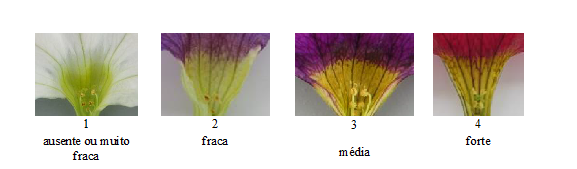 1
ausente ou muito
fraca
2
fraca
3
média
4
forte